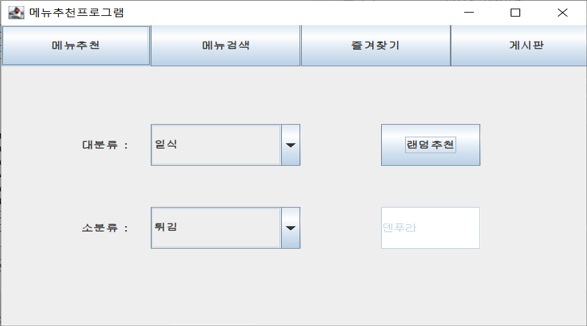 메뉴추천프로그램
메뉴추천 메뉴검색 즐겨찾기 게시판
대분류 : 일식 랜덤추천
소분류 : 튀김 덴푸라